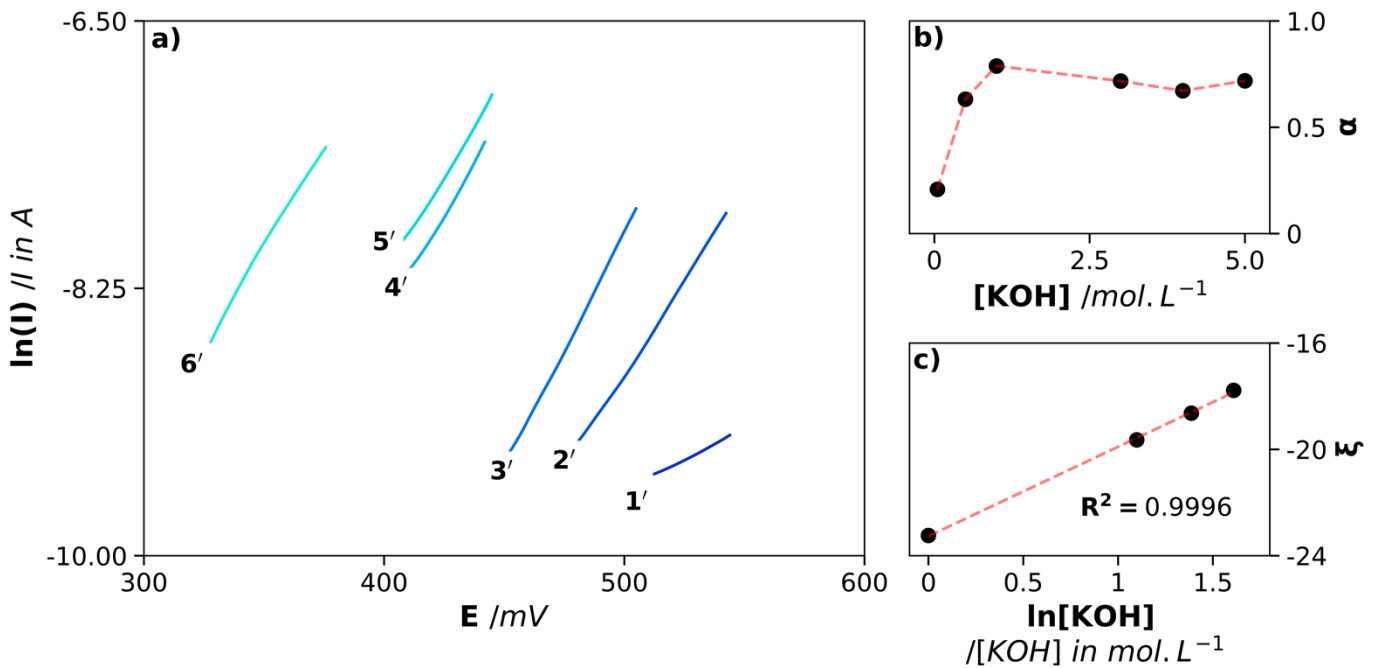 a)
-6.50
-8.25
-10.00
ln(I) /I in A
300
400
500
600
E /mV
1′
2′
3′
4′
5′
6′
b)
1.0
0.5
0
α
0
2.5
5.0
[KOH] /mol.L⁻¹
c)
-16
-20
-24
ξ
R² = 0.9996
0
0.5
1
1.5
ln[KOH]
/[KOH] in mol.L⁻¹